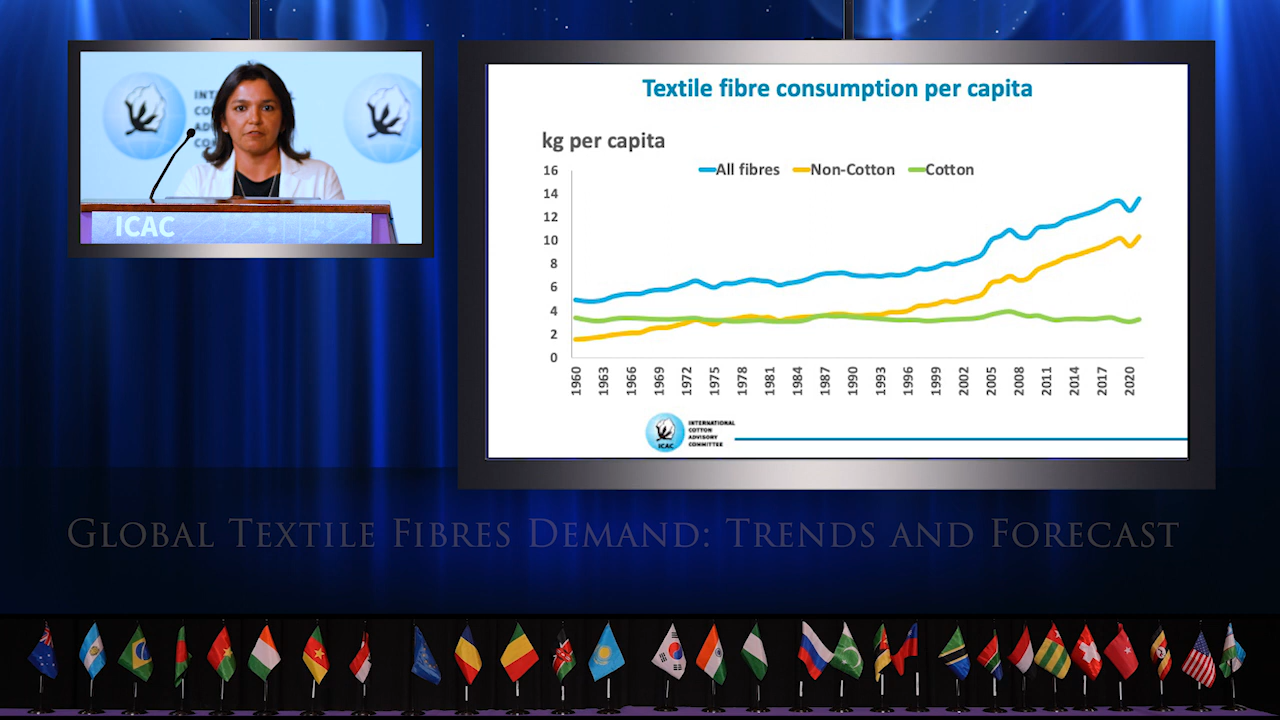 INTERNATIONAL
ICAC
Textile fibre consumption per capita
kg per capita
All fibres
Non-Cotton
Cotton
16
14
12
10
8
6
4
2
0
1960
1963
1966
1969
1972
1975
1978
1981
1984
1987
1990
1993
1996
1999
2002
2005
2008
2011
2014
2017
2020
ICAC
INTERNATIONAL
COTTON
ADVISORY
COMMITTEE
GLOBAL TEXTILE FIBRES DEMAND: TRENDS AND FORECAST